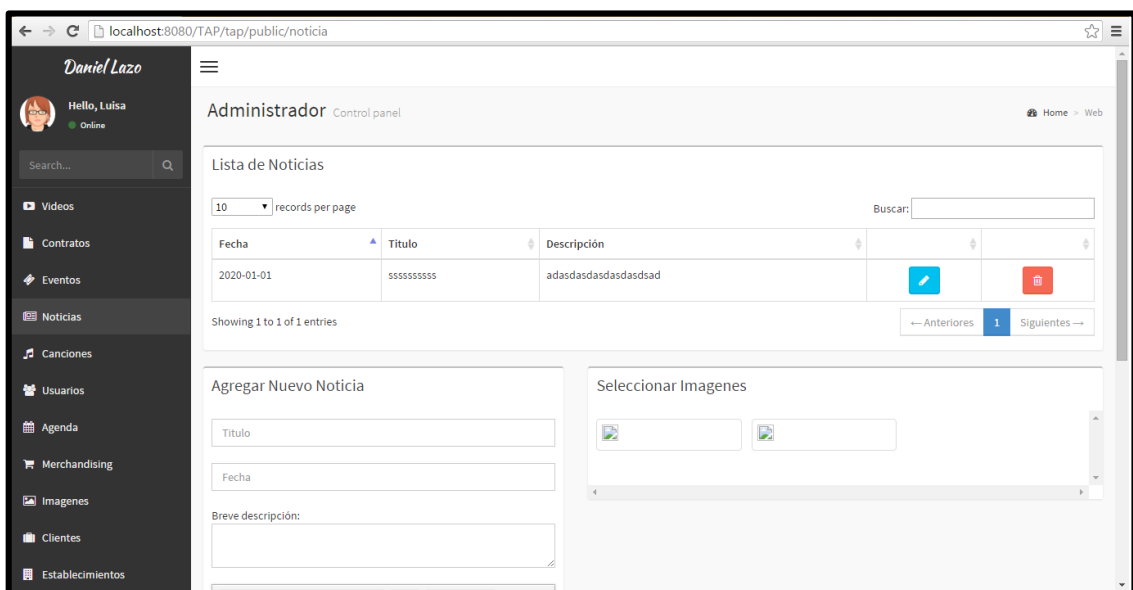 localhost:8080/TAP/tap/public/noticia
Daniel Lazo
Hello, Luisa
Online
Search...
Videos
Contratos
Eventos
Noticias
Canciones
Usuarios
Agenda
Merchandising
Imagenes
Clientes
Establecimientos
Administrador Control panel
Home > Web
Lista de Noticias
10 records per page
Buscar:
Fecha Titulo Descripción
2020-01-01 ssssssssss adasdasdasdasdasdsad
Showing 1 to 1 of 1 entries
← Anteriores 1 Siguientes →
Agregar Nuevo Noticia
Titulo
Fecha
Breve descripción:
Seleccionar Imagenes